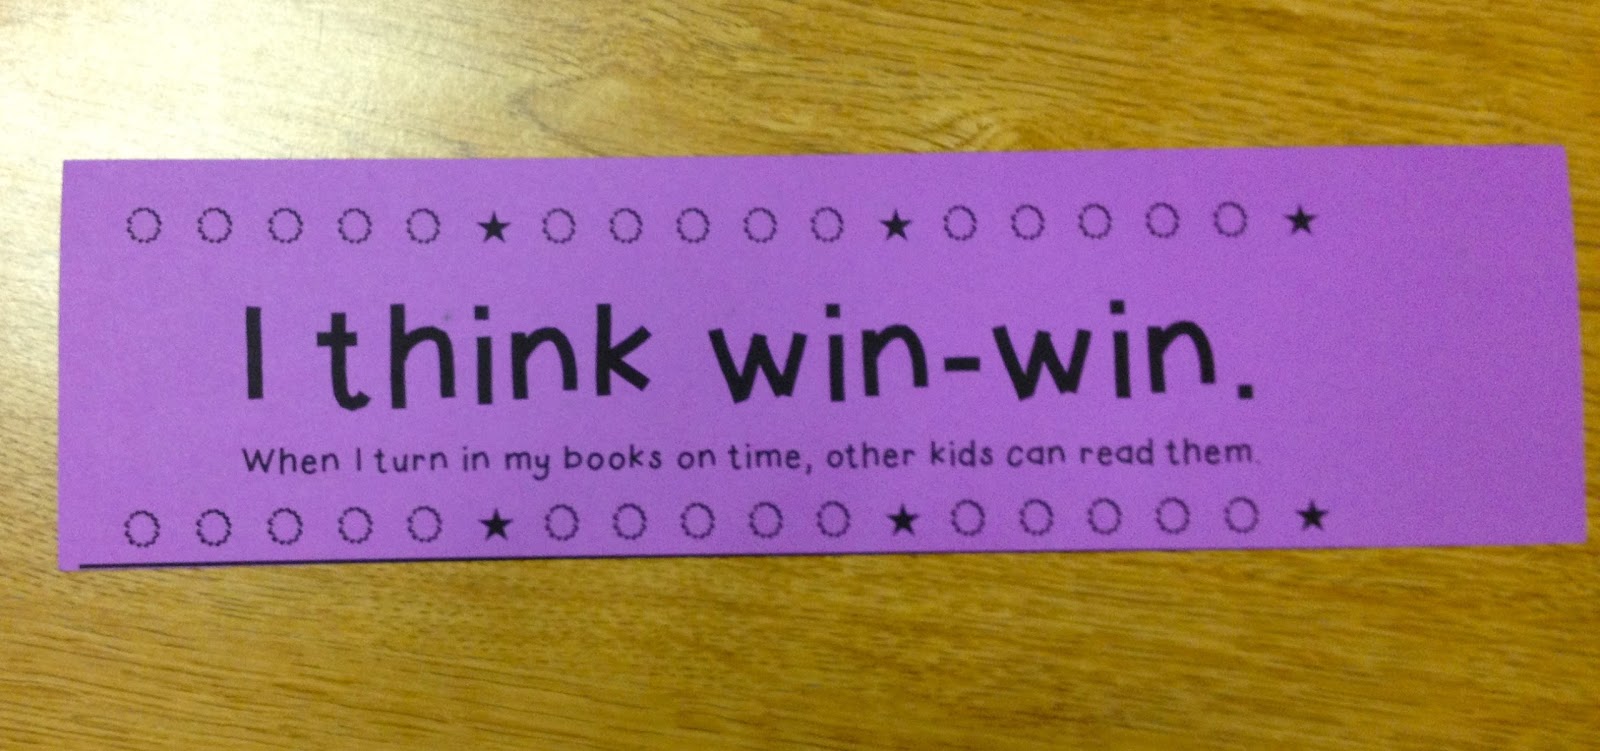 I think win-win.
When I turn in my books on time, other kids can read them.